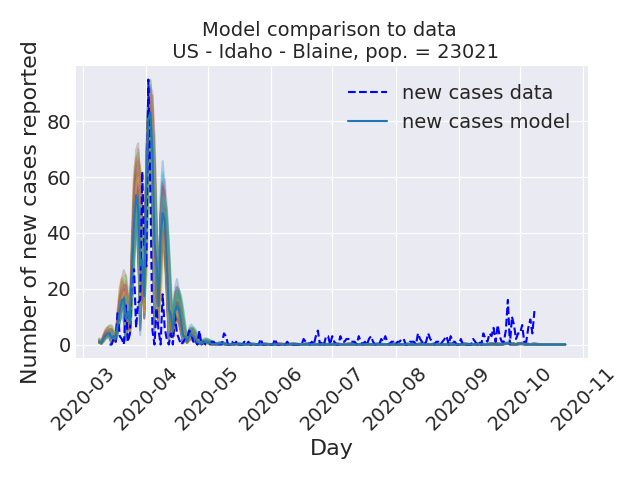 Model comparison to data
US - Idaho - Blaine, pop. = 23021
Number of new cases reported
80
60
40
20
0
new cases data
new cases model
2020-03
2020-04
2020-05
2020-06
2020-07
2020-08
2020-09
2020-10
2020-11
Day